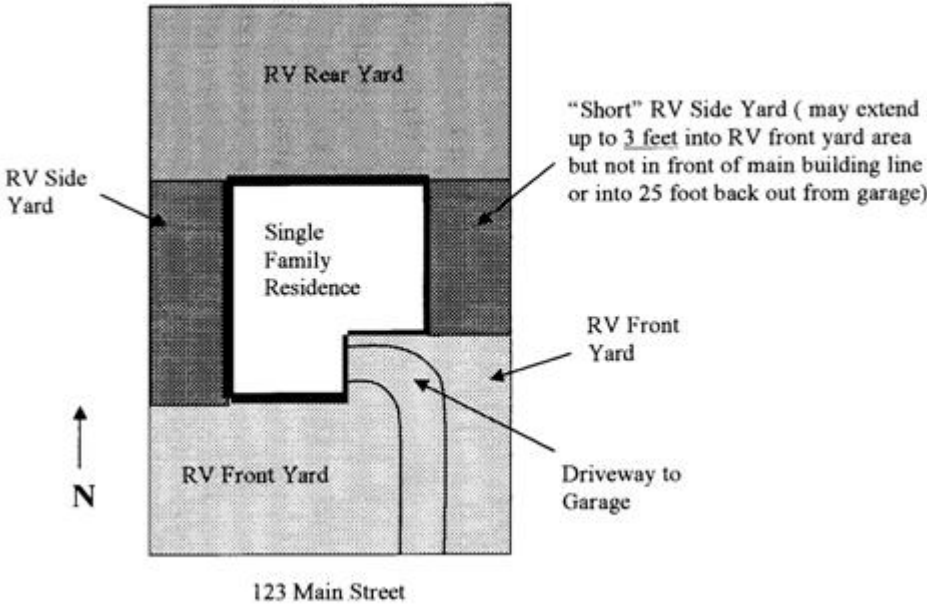 RV Rear Yard
“Short” RV Side Yard ( may extend
up to 3 feet into RV front yard area
but not in front of main building line
or into 25 foot back out from garage)
RV Side
Yard
Single
Family
Residence
RV Front
Yard
RV Front Yard
Driveway to
Garage
N
123 Main Street